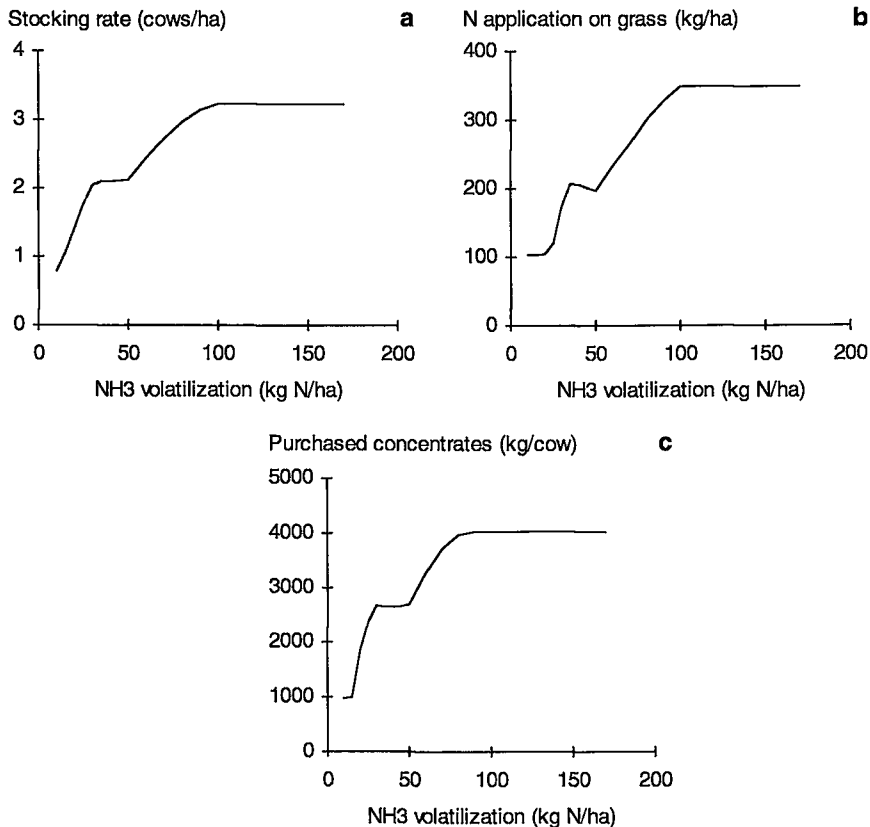 Stocking rate (cows/ha) a
4
3
2
1
0
0 50 100 150 200
NH3 volatilization (kg N/ha)
N application on grass (kg/ha) b
400
300
200
100
0
0 50 100 150 200
NH3 volatilization (kg N/ha)
Purchased concentrates (kg/cow) c
5000
4000
3000
2000
1000
0
0 50 100 150 200
NH3 volatilization (kg N/ha)